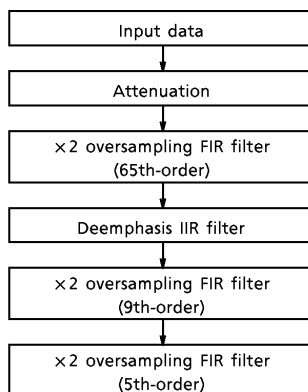 Input data
Attenuation
×2 oversampling FIR filter
(65th-order)
Deemphasis IIR filter
×2 oversampling FIR filter
(9th-order)
×2 oversampling FIR filter
(5th-order)